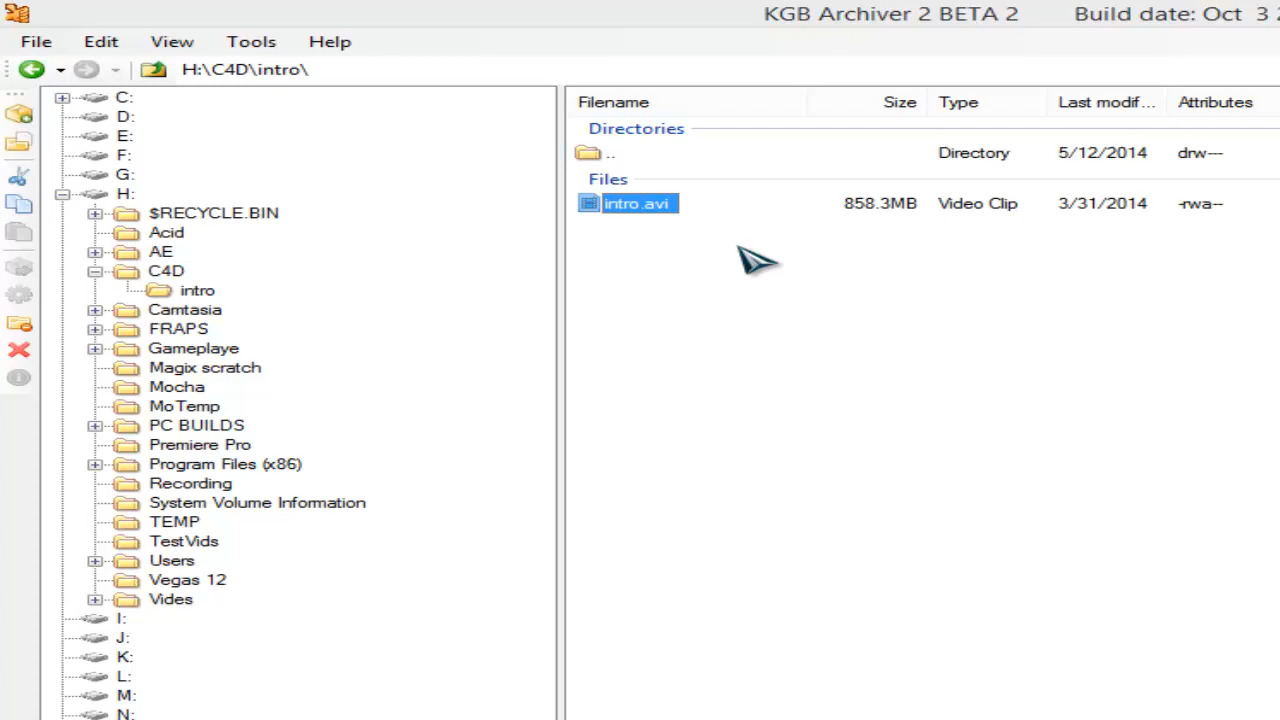 KGB Archiver 2 BETA 2 Build date: Oct 3 2
File Edit View Tools Help
H:\C4D\intro\
C:
D:
E:
F:
G:
H:
$RECYCLE.BIN
Acid
AE
C4D
intro
Camtasia
FRAPS
Gameplaye
Magix scratch
Mocha
MoTemp
PC BUILDS
Premiere Pro
Program Files (x86)
Recording
System Volume Information
TEMP
TestVids
Users
Vegas 12
Vides
I:
J:
K:
L:
M:
N:
Filename Size Type Last modif... Attributes
Directories
.. Directory 5/12/2014 drw---
Files
intro.avi 858.3MB Video Clip 3/31/2014 -rwa--